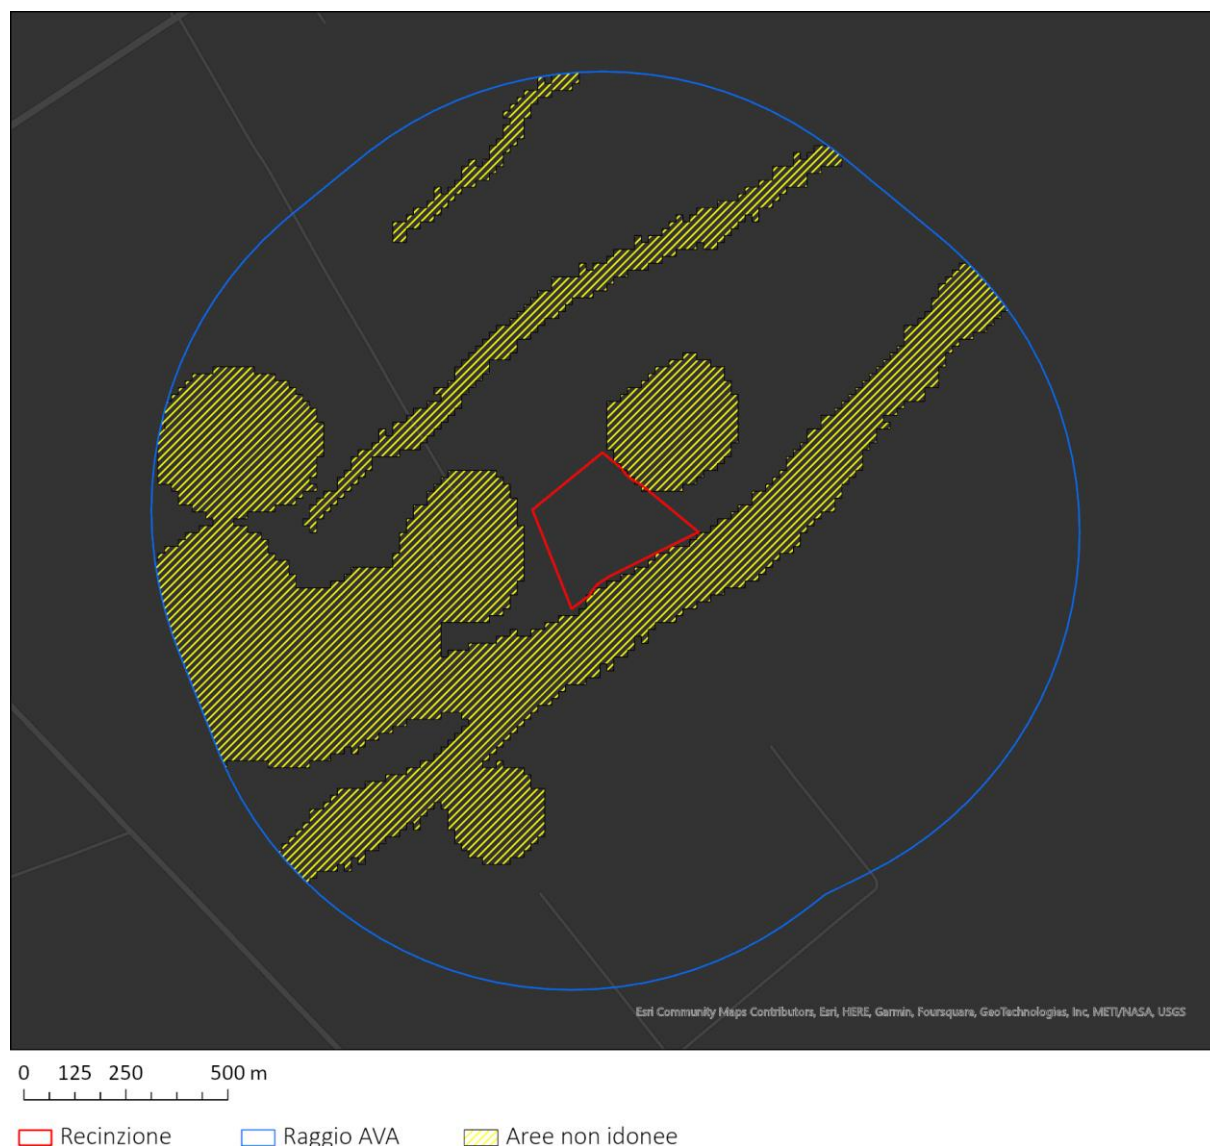 Esri Community Maps Contributors, Esri, HERE, Garmin, Foursquare, GeoTechnologies, Inc, METI/NASA, USGS
0 125 250 500 m
Recinzione Raggio AVA Aree non idonee